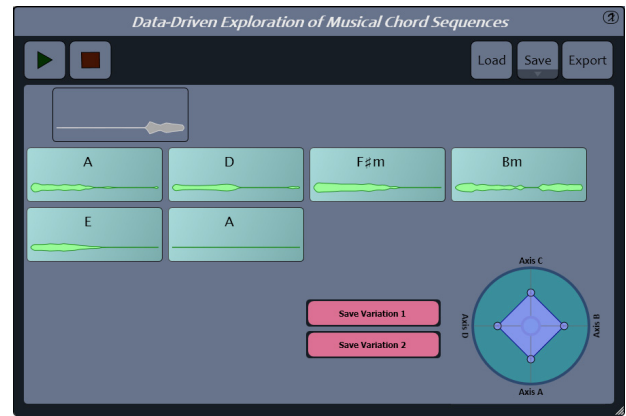 Data-Driven Exploration of Musical Chord Sequences
Load Save Export
A D F♯m Bm
E A
Save Variation 1
Save Variation 2
Axis C
Axis D
Axis B
Axis A